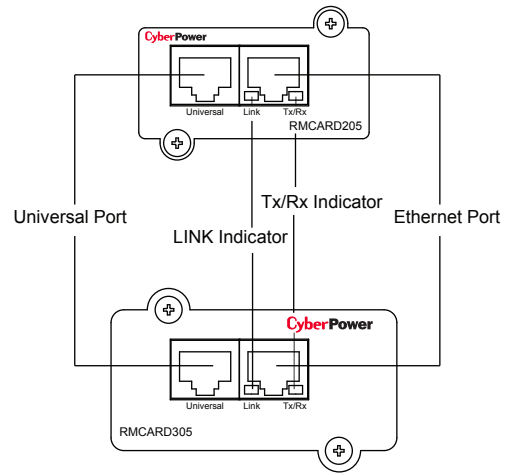 CyberPower
Universal Link Tx/Rx
RMCARD205
Tx/Rx Indicator
Universal Port
Ethernet Port
LINK Indicator
CyberPower
Universal Link Tx/Rx
RMCARD305